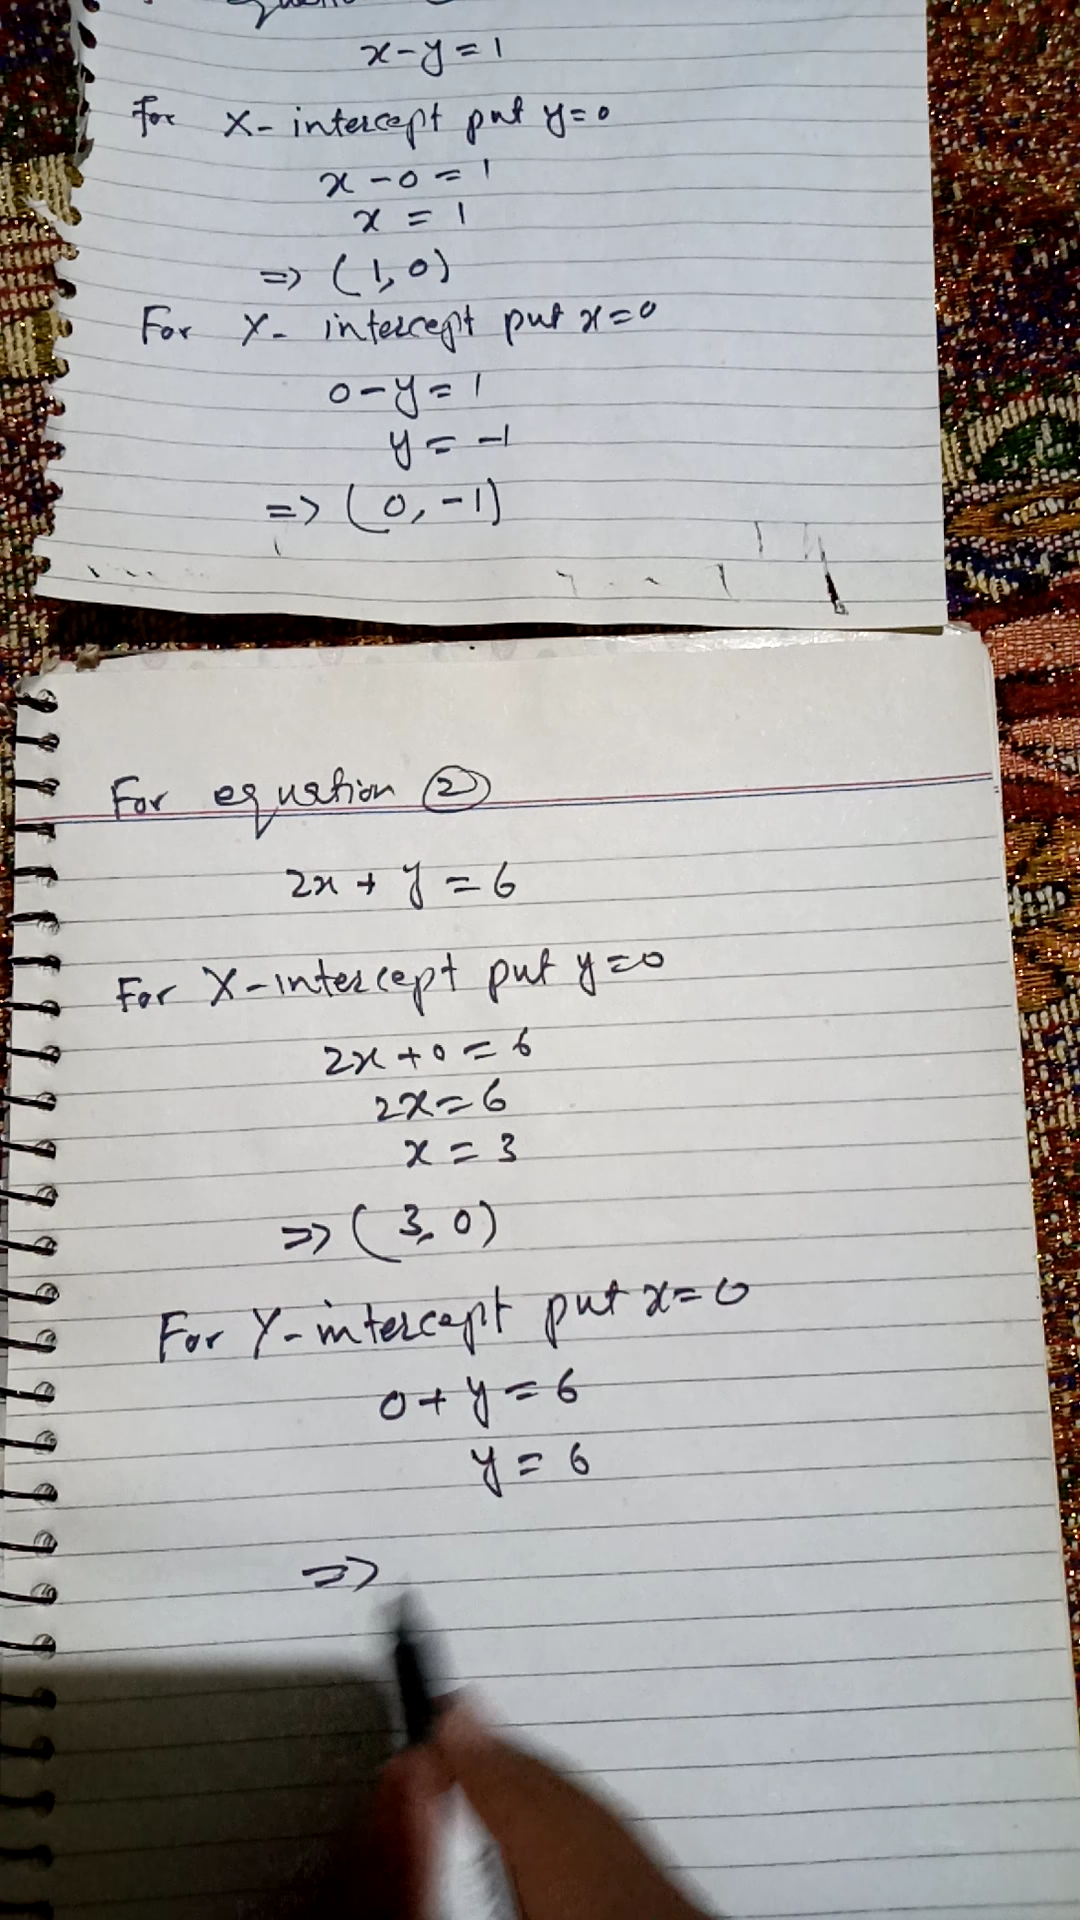 x-y=1
For X- intercept put y=0
x-0=1
x = 1
=> (1,0)
For Y- intercept put x=0
0-y=1
y = -1
=> (0,-1)
For equation ②
2x + y = 6
For X-intercept put y=0
2x+0=6
2x=6
x = 3
=> (3,0)
For Y-intercept put x=0
0+y=6
y = 6
=>